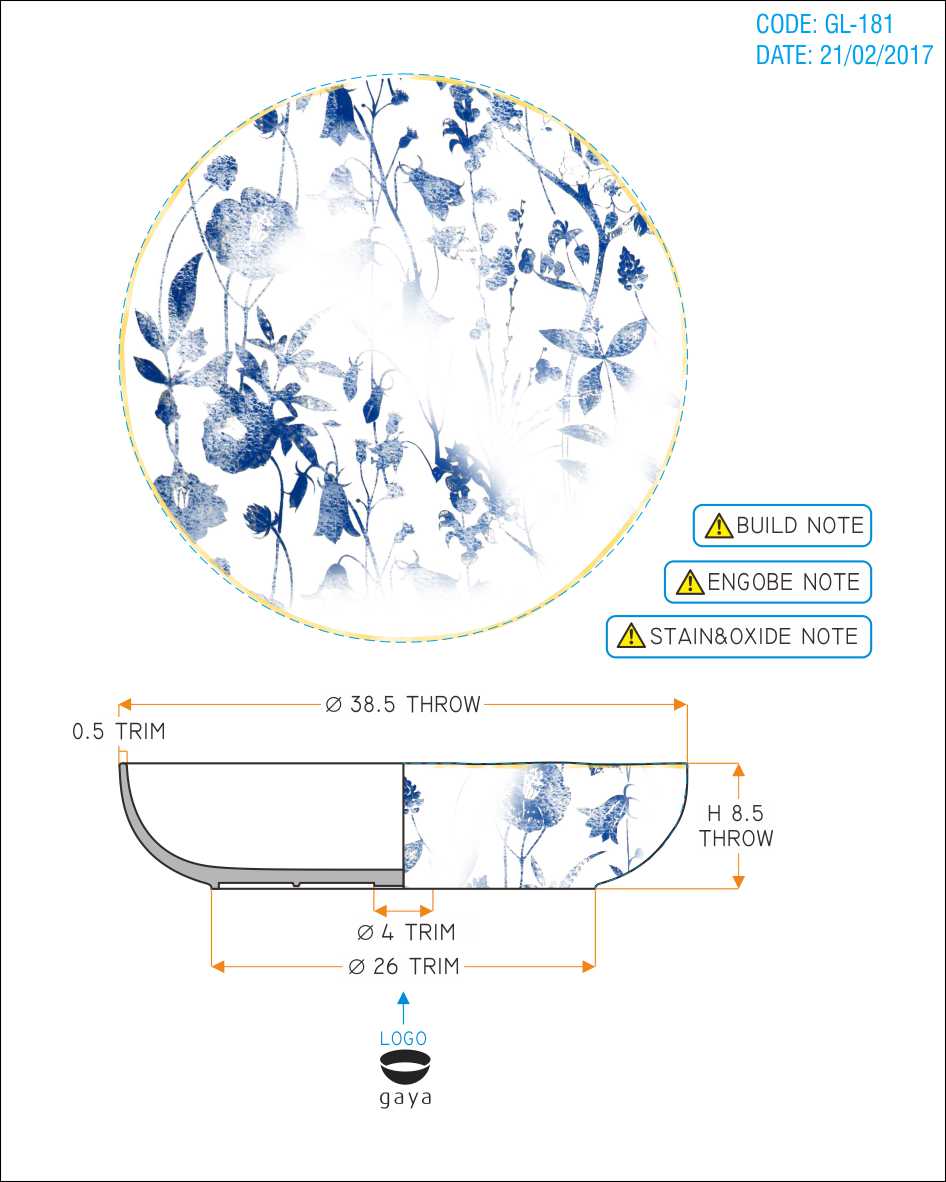 CODE: GL-181
DATE: 21/02/2017
BUILD NOTE
ENGOBE NOTE
STAIN&OXIDE NOTE
Ø 38.5 THROW
0.5 TRIM
H 8.5
THROW
Ø 4 TRIM
Ø 26 TRIM
LOGO
gaya